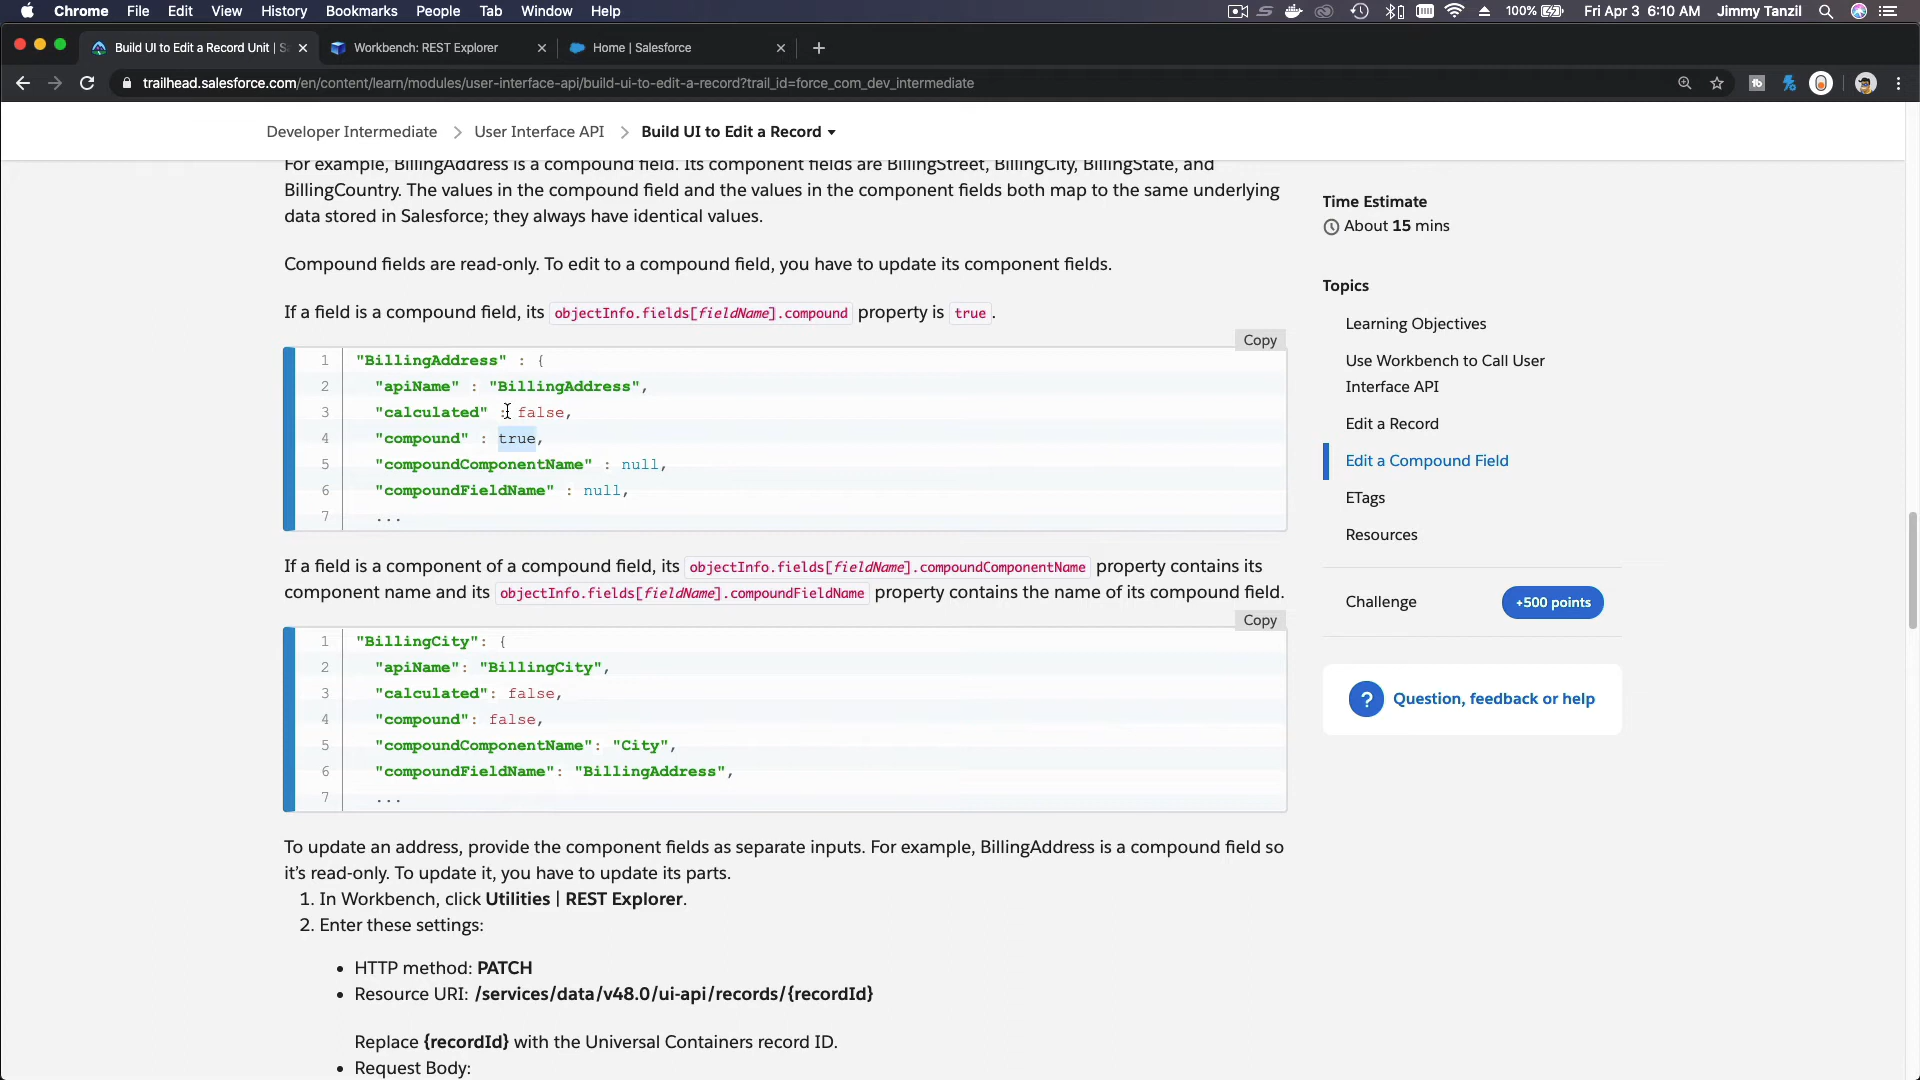 Chrome File Edit View History Bookmarks People Tab Window Help 100% Fri Apr 3 6:10 AM Jimmy Tanzil
Build UI to Edit a Record Unit | Sa Workbench: REST Explorer Home | Salesforce
trailhead.salesforce.com/en/content/learn/modules/user-interface-api/build-ui-to-edit-a-record?trail_id=force_com_dev_intermediate
Developer Intermediate User Interface API Build UI to Edit a Record
For example, BillingAddress is a compound field. Its component fields are BillingStreet, BillingCity, BillingState, and
BillingCountry. The values in the compound field and the values in the component fields both map to the same underlying
data stored in Salesforce; they always have identical values.
Compound fields are read-only. To edit to a compound field, you have to update its component fields.
If a field is a compound field, its objectInfo.fields[fieldName].compound property is true.
Copy
1 "BillingAddress" : {
2 "apiName" : "BillingAddress",
3 "calculated" : false,
4 "compound" : true,
5 "compoundComponentName" : null,
6 "compoundFieldName" : null,
7 ...
If a field is a component of a compound field, its objectInfo.fields[fieldName].compoundComponentName property contains its
component name and its objectInfo.fields[fieldName].compoundFieldName property contains the name of its compound field.
Copy
1 "BillingCity": {
2 "apiName": "BillingCity",
3 "calculated": false,
4 "compound": false,
5 "compoundComponentName": "City",
6 "compoundFieldName": "BillingAddress",
7 ...
To update an address, provide the component fields as separate inputs. For example, BillingAddress is a compound field so
it's read-only. To update it, you have to update its parts.
1. In Workbench, click Utilities | REST Explorer.
2. Enter these settings:
• HTTP method: PATCH
• Resource URI: /services/data/v48.0/ui-api/records/{recordId}
Replace {recordId} with the Universal Containers record ID.
• Request Body:
Time Estimate
About 15 mins
Topics
Learning Objectives
Use Workbench to Call User
Interface API
Edit a Record
Edit a Compound Field
ETags
Resources
Challenge +500 points
? Question, feedback or help